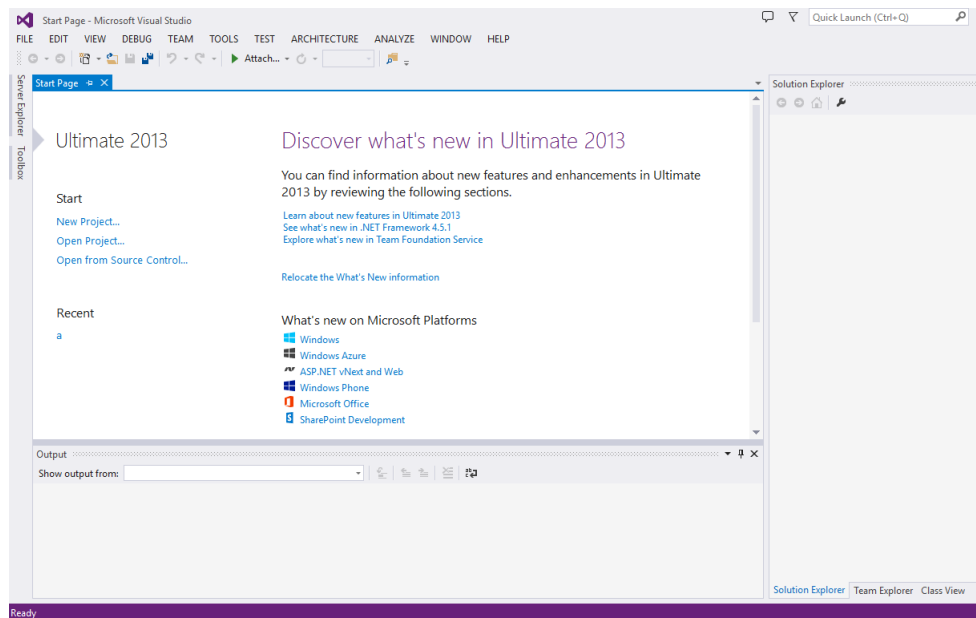 Start Page - Microsoft Visual Studio
Quick Launch (Ctrl+Q)
FILE EDIT VIEW DEBUG TEAM TOOLS TEST ARCHITECTURE ANALYZE WINDOW HELP
Attach...
Server Explorer
Toolbox
Start Page
Ultimate 2013
Start
New Project...
Open Project...
Open from Source Control...
Recent
a
Discover what's new in Ultimate 2013
You can find information about new features and enhancements in Ultimate
2013 by reviewing the following sections.
Learn about new features in Ultimate 2013
See what's new in .NET Framework 4.5.1
Explore what's new in Team Foundation Service
Relocate the What's New information
What's new on Microsoft Platforms
Windows
Windows Azure
ASP.NET vNext and Web
Windows Phone
Microsoft Office
SharePoint Development
Output
Show output from:
Solution Explorer
Solution Explorer Team Explorer Class View
Ready